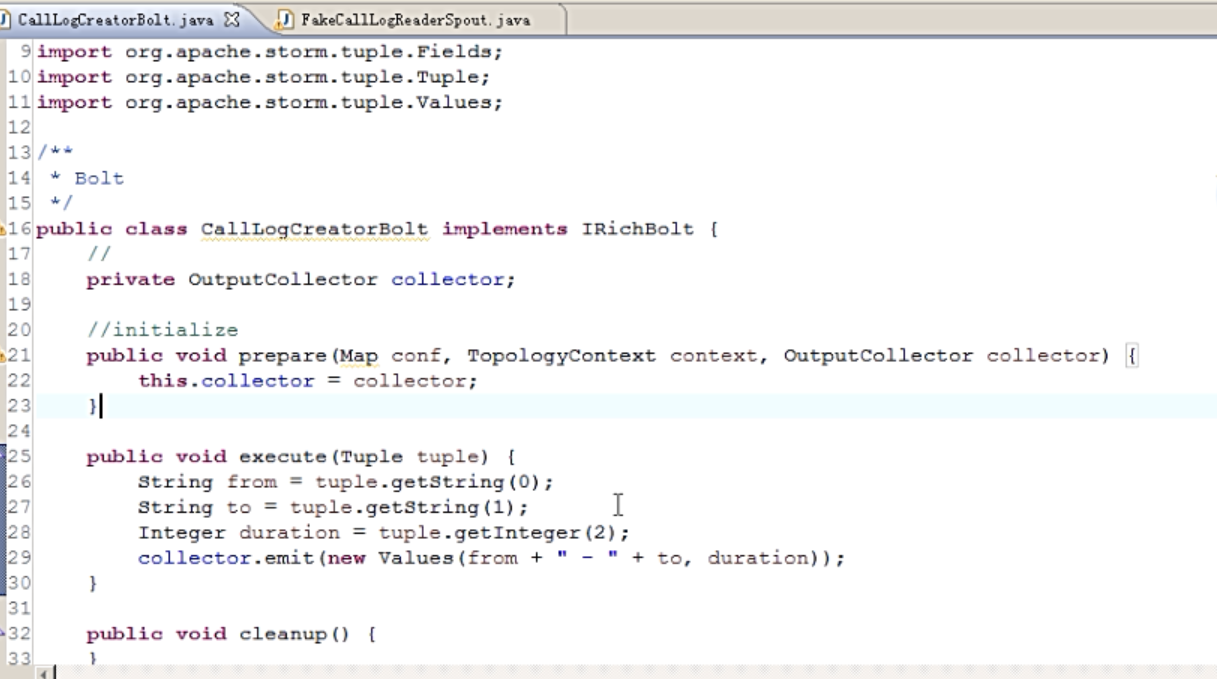 CallLogCreatorBolt.java FakeCallLogReaderSpout.java
9 import org.apache.storm.tuple.Fields;
10 import org.apache.storm.tuple.Tuple;
11 import org.apache.storm.tuple.Values;
12
13 /**
14  * Bolt
15  */
16 public class CallLogCreatorBolt implements IRichBolt {
17     //
18     private OutputCollector collector;
19
20     //initialize
21     public void prepare(Map conf, TopologyContext context, OutputCollector collector) {
22         this.collector = collector;
23     }
24
25     public void execute(Tuple tuple) {
26         String from = tuple.getString(0);
27         String to = tuple.getString(1);
28         Integer duration = tuple.getInteger(2);
29         collector.emit(new Values(from + " - " + to, duration));
30     }
31
32     public void cleanup() {
33     }